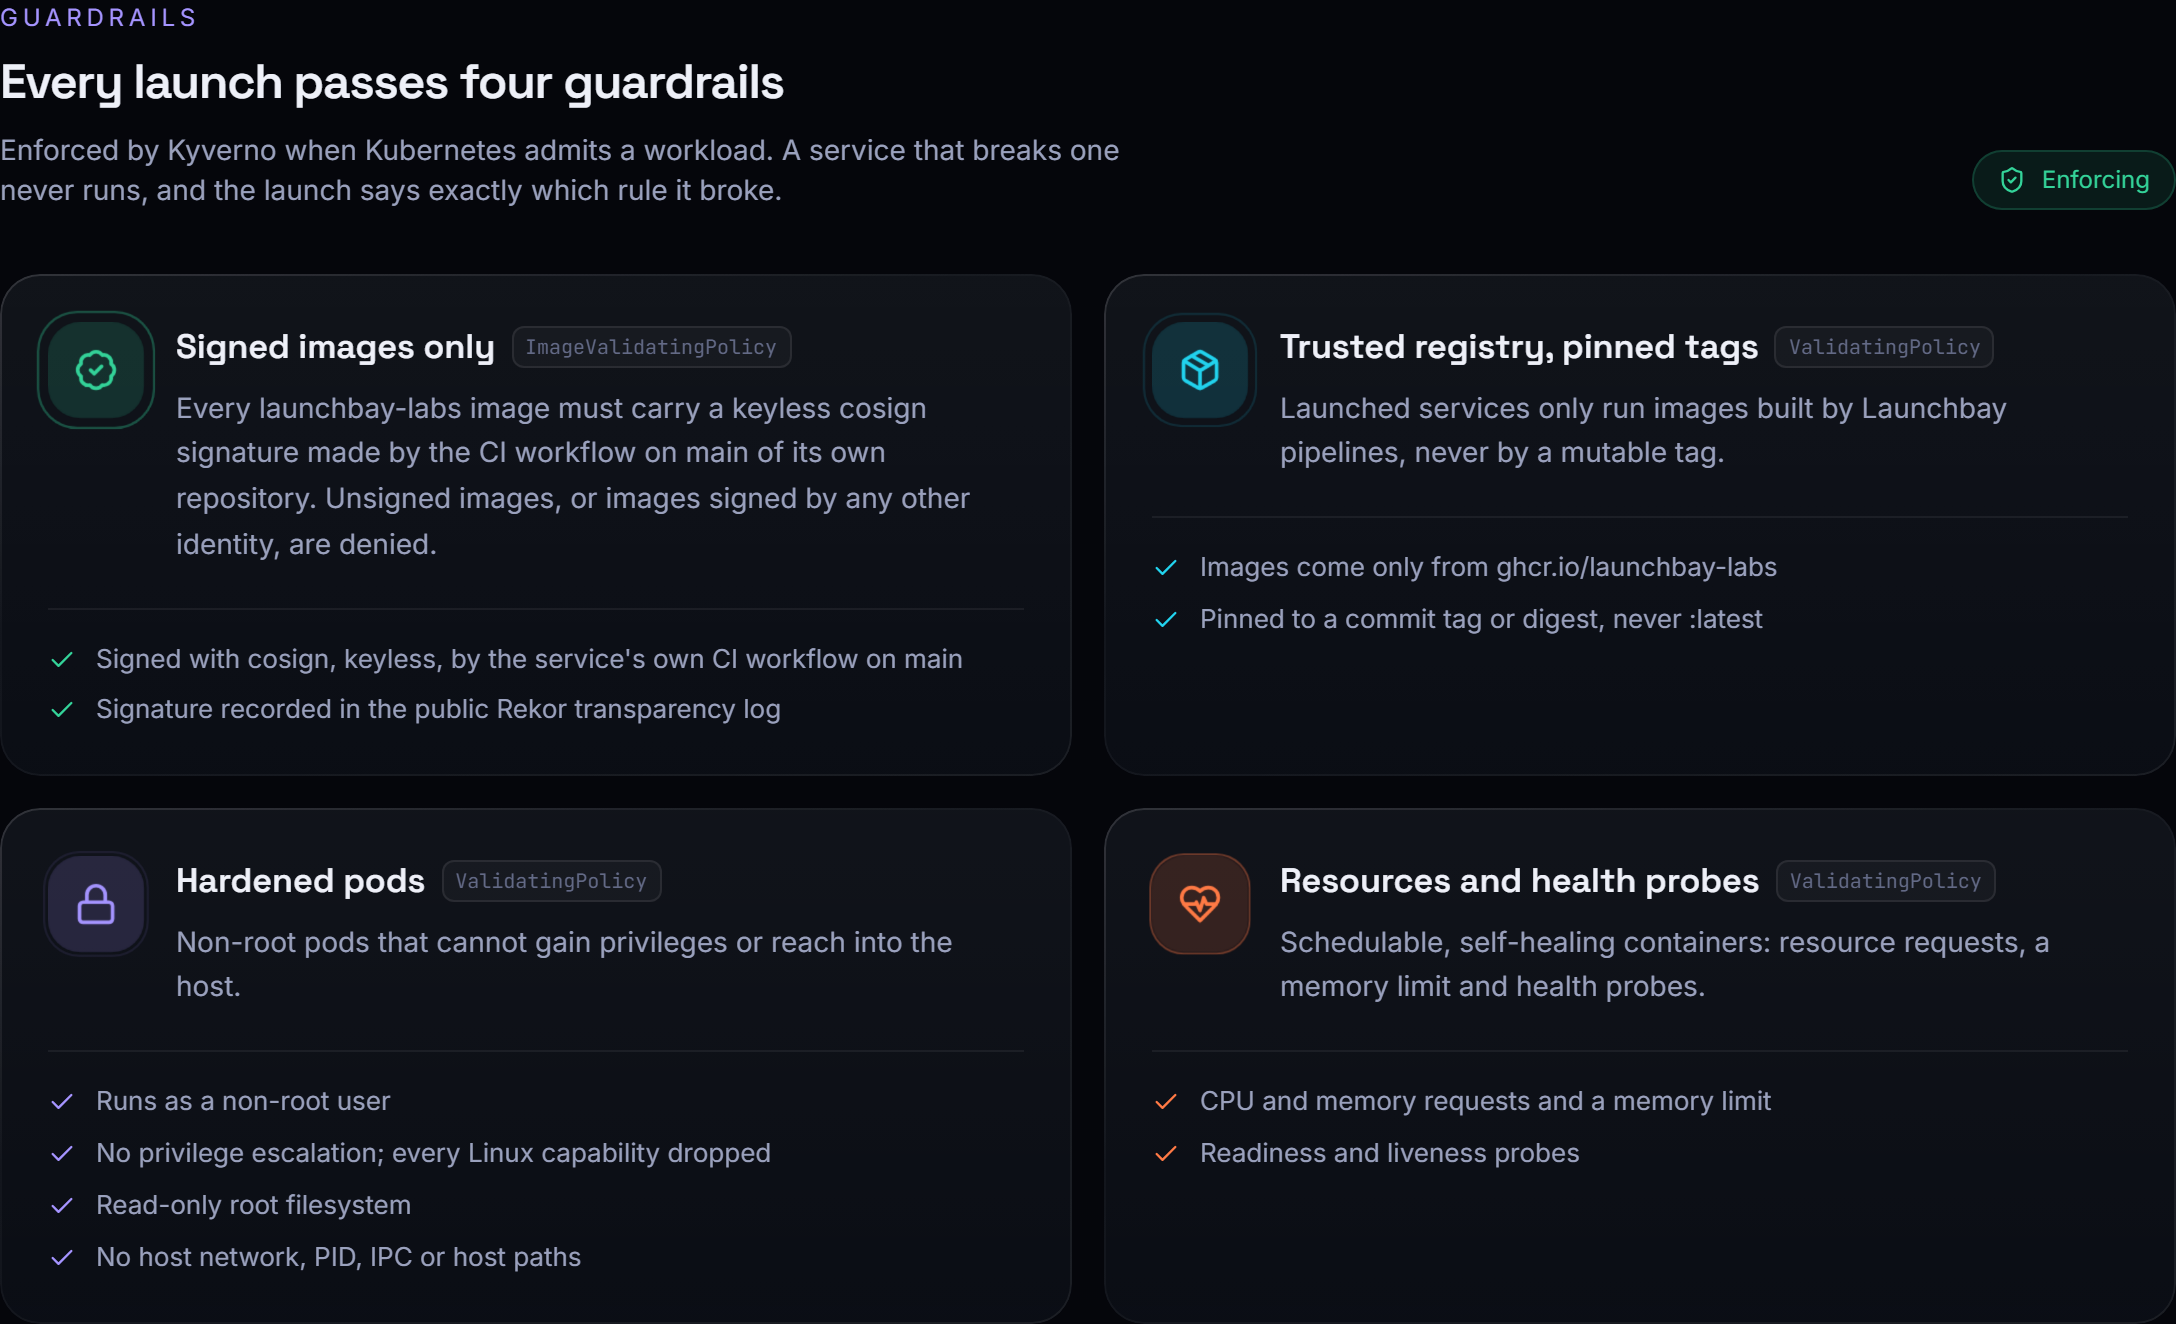 GUARDRAILS
Every launch passes four guardrails
Enforced by Kyverno when Kubernetes admits a workload. A service that breaks one
never runs, and the launch says exactly which rule it broke.
Enforcing
Signed images only ImageValidatingPolicy
Every launchbay-labs image must carry a keyless cosign
signature made by the CI workflow on main of its own
repository. Unsigned images, or images signed by any other
identity, are denied.
Signed with cosign, keyless, by the service's own CI workflow on main
Signature recorded in the public Rekor transparency log
Trusted registry, pinned tags ValidatingPolicy
Launched services only run images built by Launchbay
pipelines, never by a mutable tag.
Images come only from ghcr.io/launchbay-labs
Pinned to a commit tag or digest, never :latest
Hardened pods ValidatingPolicy
Non-root pods that cannot gain privileges or reach into the
host.
Runs as a non-root user
No privilege escalation; every Linux capability dropped
Read-only root filesystem
No host network, PID, IPC or host paths
Resources and health probes ValidatingPolicy
Schedulable, self-healing containers: resource requests, a
memory limit and health probes.
CPU and memory requests and a memory limit
Readiness and liveness probes